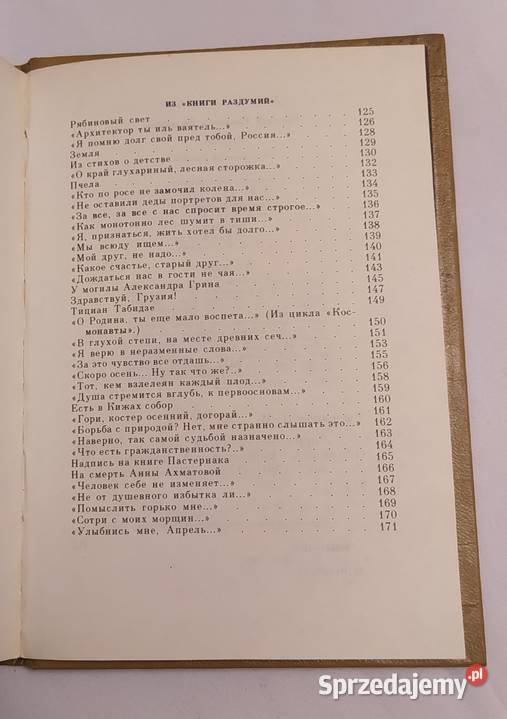 ИЗ «КНИГИ РАЗДУМИЙ»
Рябиновый свет 125
«Архитектор ты иль ваятель...» 126
«Я помню долг свой пред тобой, Россия...» 128
Земля 129
Из стихов о детстве 130
«О край глухариный, лесная сторожка...» 132
Пчела 133
«Кто по росе не замочил колена...» 134
«Не оставили деды портретов для нас...» 135
«За все, за все с нас спросит время строгое...» 136
«Как монотонно лес шумит в тиши...» 137
«Я, признаться, жить хотел бы долго...» 138
«Мы всюду ищем...» 139
«Мой друг, не надо...» 140
«Какое счастье, старый друг...» 141
«Дождаться нас в гости не чая...» 143
У могилы Александра Грина 145
Здравствуй, Грузия! 147
Тициан Табидзе 149
«О Родина, ты еще мало воспета...» (Из цикла «Кос-
монавты».) 150
«В глухой степи, на месте древних сеч...» 151
«Я верю в неразменные слова...» 153
«За это чувство все отдашь...» 155
«Скоро осень... Ну так что же?..» 156
«Тот, кем взлелеян каждый плод...» 158
«Душа стремится вглубь, к первоосновам...» 159
Есть в Кижах собор 160
«Гори, костер осенний, догорай...» 161
«Борьба с природой? Нет, мне странно слышать это...» 162
«Наверно, так самой судьбой назначено...» 163
«Что есть гражданственность?..» 164
Надпись на книге Пастернака 165
На смерть Анны Ахматовой 166
«Человек себе не изменяет...» 167
«Не от душевного избытка ли...» 168
«Помыслить горько мне...» 169
«Сотри с моих морщин...» 170
«Улыбнись мне, Апрель...» 171
Sprzedajemy.pl